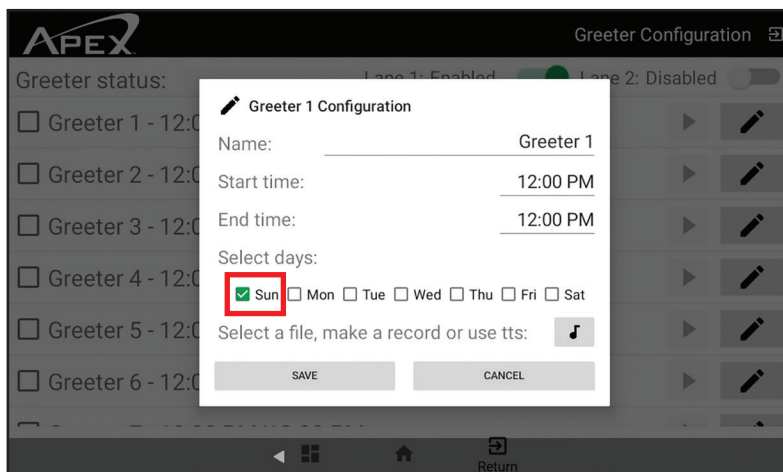 APEX
Greeter Configuration
Greeter status: Lane 1: Enabled Lane 2: Disabled
Greeter 1 Configuration
Name: Greeter 1
Start time: 12:00 PM
End time: 12:00 PM
Select days:
Sun Mon Tue Wed Thu Fri Sat
Select a file, make a record or use tts:
SAVE CANCEL
Greeter 1 - 12:0
Greeter 2 - 12:0
Greeter 3 - 12:0
Greeter 4 - 12:0
Greeter 5 - 12:0
Greeter 6 - 12:0
Return